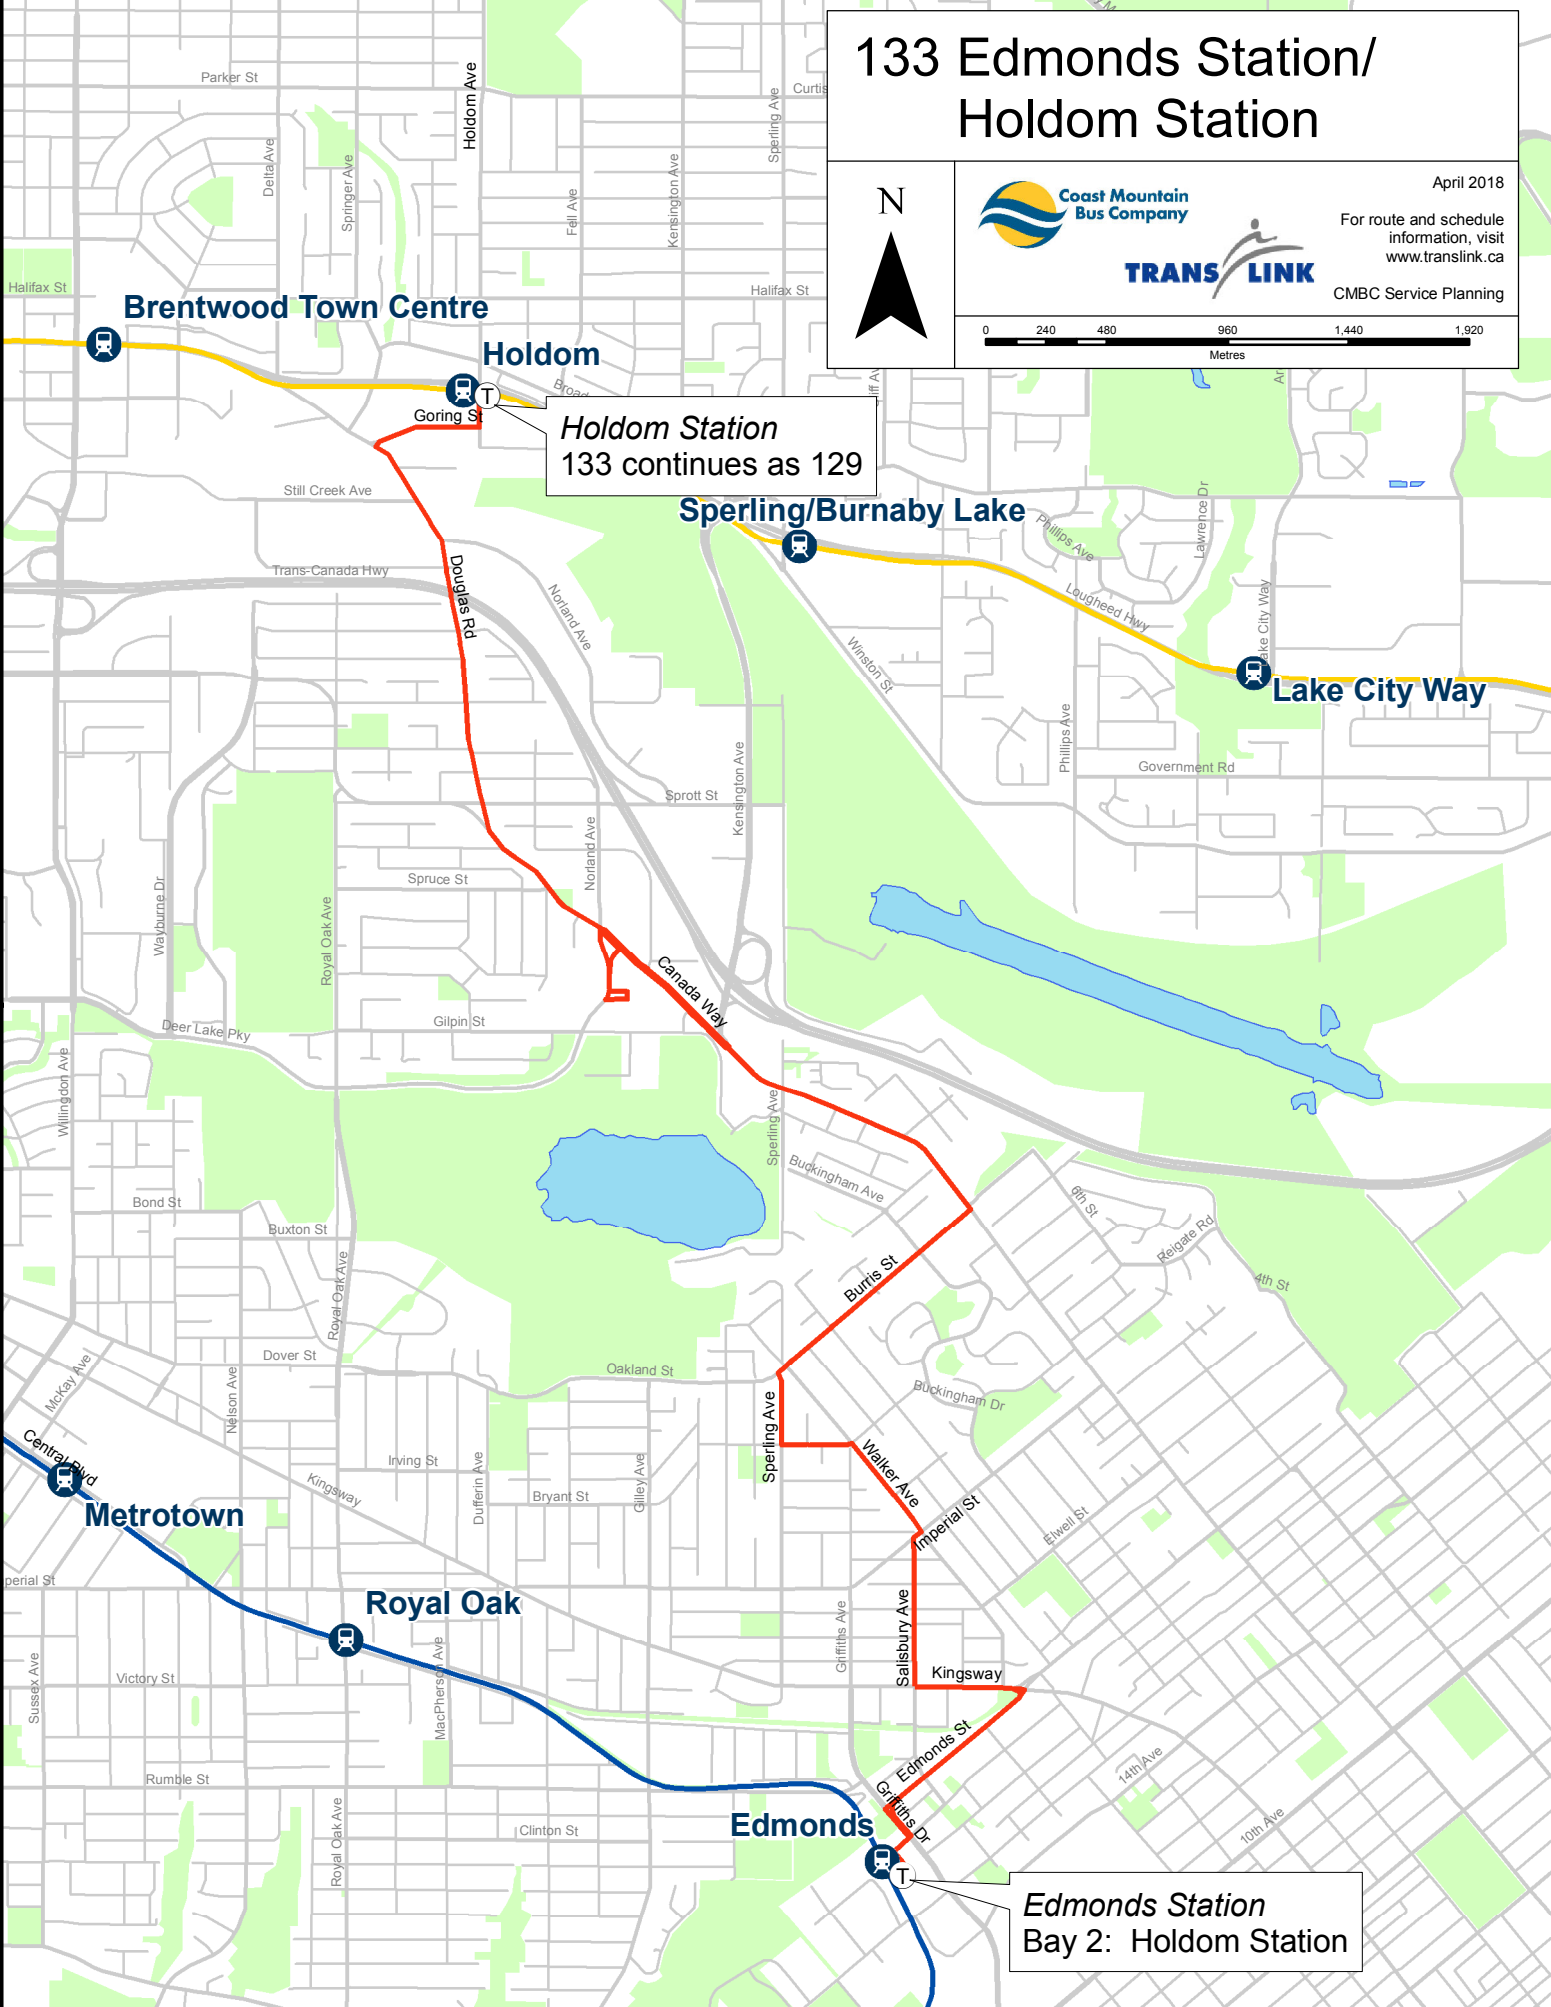 133 Edmonds Station/
Holdom Station
N
Coast Mountain
Bus Company
TRANS LINK
April 2018
For route and schedule
information, visit
www.translink.ca
CMBC Service Planning
0 240 480 960 1,440 1,920
Metres
Parker St
Holdom Ave
Curtis
Sperling Ave
Delta Ave
Springer Ave
Fell Ave
Kensington Ave
Halifax St
Halifax St
Brentwood Town Centre
Holdom
T
Goring St
Holdom Station
133 continues as 129
Still Creek Ave
Sperling/Burnaby Lake
Phillips Ave
Lawrence Dr
Trans-Canada Hwy
Douglas Rd
Norland Ave
Winston St
Lougheed Hwy
Lake City Way
Lake City Way
Phillips Ave
Government Rd
Kensington Ave
Sprott St
Norland Ave
Spruce St
Wayburne Dr
Royal Oak Ave
Canada Way
Gilpin St
Deer Lake Pky
Willingdon Ave
Sperling Ave
Buckingham Ave
6th St
Reigate Rd
4th St
Bond St
Buxton St
Royal Oak Ave
Burris St
Dover St
Oakland St
McKay Ave
Nelson Ave
Buckingham Dr
Sperling Ave
Walker Ave
Central Blvd
Irving St
Kingsway
Dufferin Ave
Bryant St
Gilley Ave
Imperial St
Elwell St
Metrotown
perial St
Royal Oak
Griffiths Ave
Salisbury Ave
Kingsway
Victory St
Sussex Ave
MacPherson Ave
Edmonds St
14th Ave
Rumble St
Griffiths Dr
Royal Oak Ave
Clinton St
Edmonds
10th Ave
T
Edmonds Station
Bay 2: Holdom Station